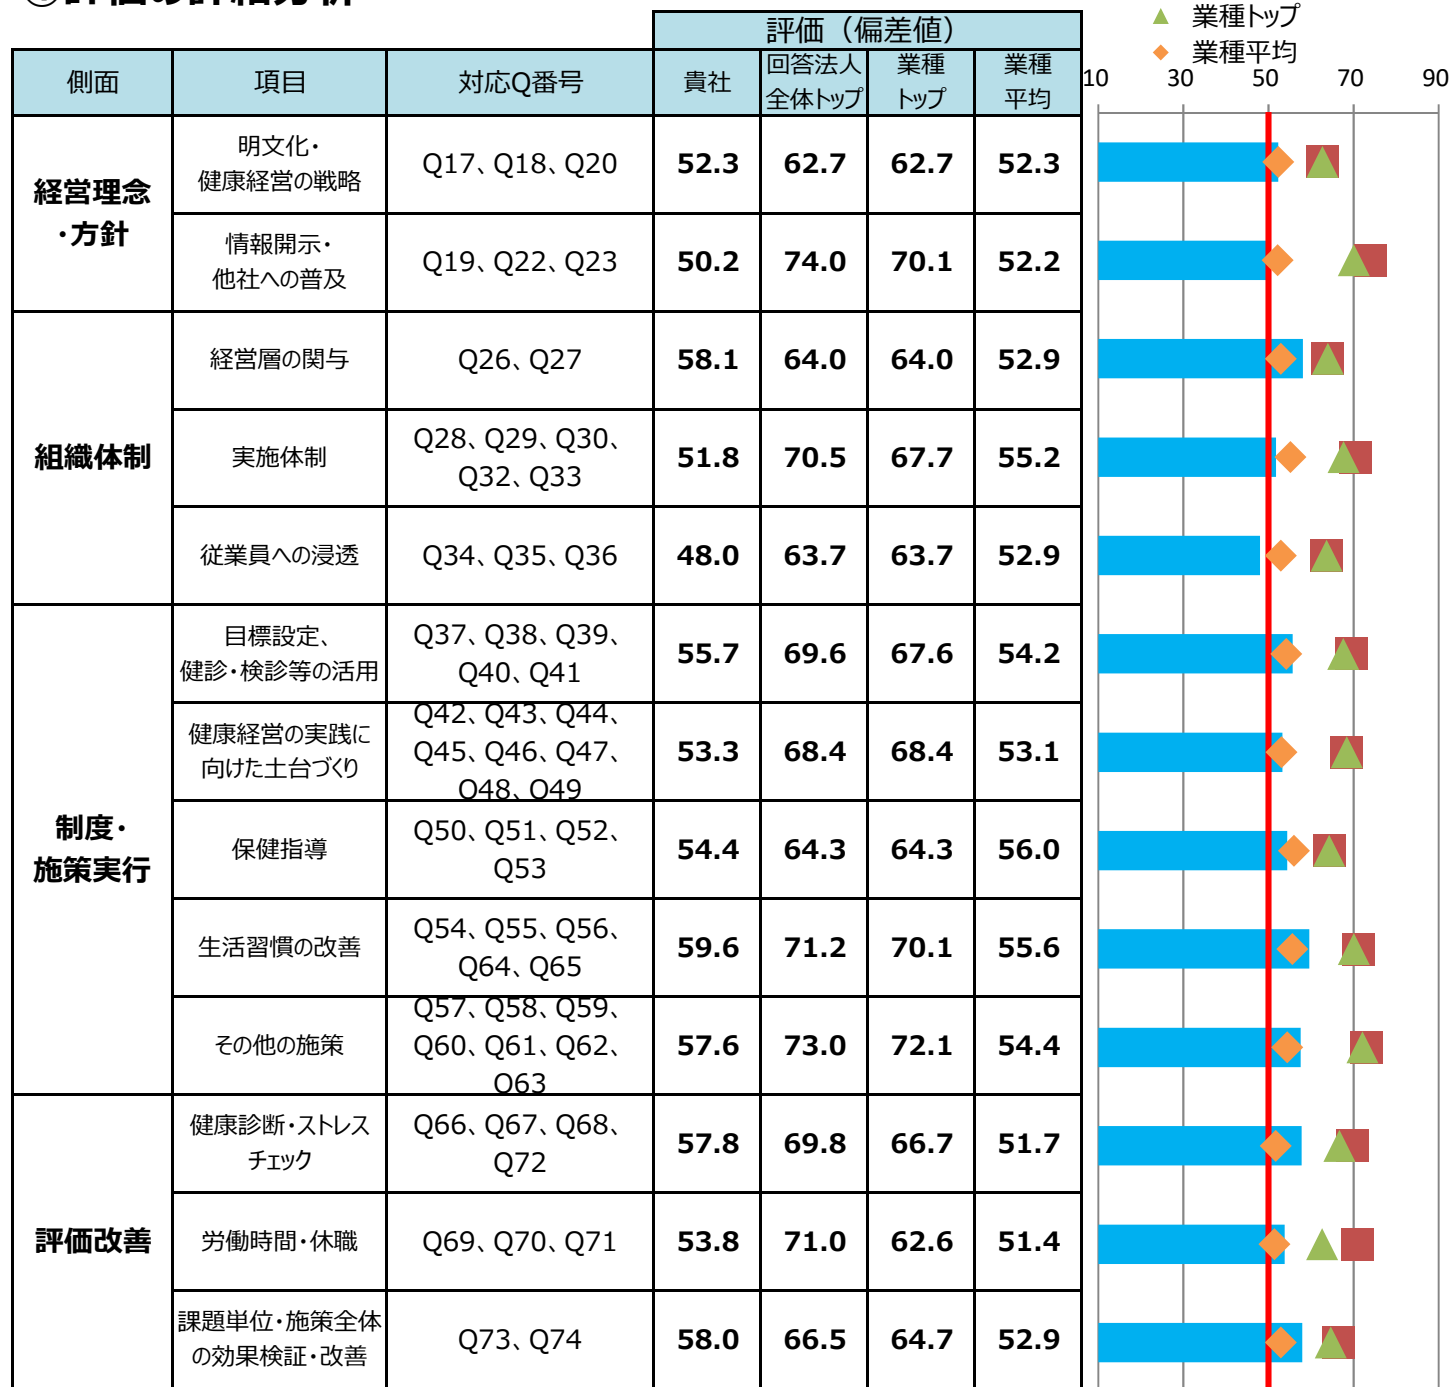 ①評価の詳細分析
▲ 業種トップ
◆ 業種平均
評価（偏差値）
側面 項目 対応Q番号 貴社 回答法人 業種 業種
全体トップ トップ 平均
10 30 50 70 90
経営理念
・方針
明文化・
健康経営の戦略
Q17、Q18、Q20 52.3 62.7 62.7 52.3
情報開示・
他社への普及
Q19、Q22、Q23 50.2 74.0 70.1 52.2
組織体制
経営層の関与 Q26、Q27 58.1 64.0 64.0 52.9
実施体制
Q28、Q29、Q30、
Q32、Q33
51.8 70.5 67.7 55.2
従業員への浸透 Q34、Q35、Q36 48.0 63.7 63.7 52.9
制度・
施策実行
目標設定、
健診・検診等の活用
Q37、Q38、Q39、
Q40、Q41
55.7 69.6 67.6 54.2
健康経営の実践に
向けた土台づくり
Q42、Q43、Q44、
Q45、Q46、Q47、
Q48、Q49
53.3 68.4 68.4 53.1
保健指導
Q50、Q51、Q52、
Q53
54.4 64.3 64.3 56.0
生活習慣の改善
Q54、Q55、Q56、
Q64、Q65
59.6 71.2 70.1 55.6
その他の施策
Q57、Q58、Q59、
Q60、Q61、Q62、
Q63
57.6 73.0 72.1 54.4
評価改善
健康診断・ストレス
チェック
Q66、Q67、Q68、
Q72
57.8 69.8 66.7 51.7
労働時間・休職 Q69、Q70、Q71 53.8 71.0 62.6 51.4
課題単位・施策全体
の効果検証・改善
Q73、Q74 58.0 66.5 64.7 52.9